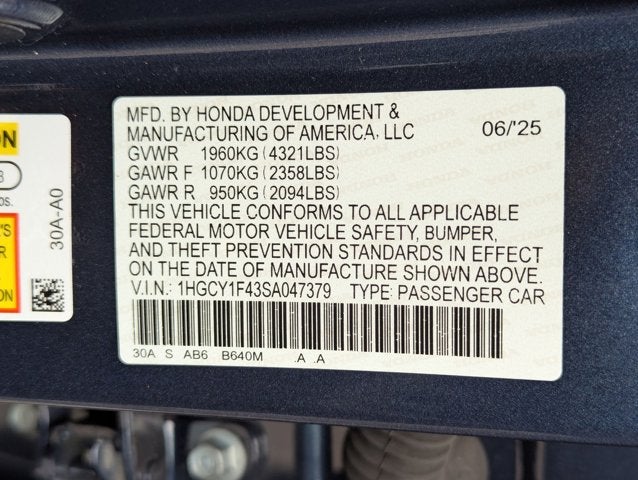 MFD. BY HONDA DEVELOPMENT &
MANUFACTURING OF AMERICA, LLC 06/'25
GVWR 1960KG (4321LBS)
GAWR F 1070KG (2358LBS)
GAWR R 950KG (2094LBS)
THIS VEHICLE CONFORMS TO ALL APPLICABLE
FEDERAL MOTOR VEHICLE SAFETY, BUMPER,
AND THEFT PREVENTION STANDARDS IN EFFECT
ON THE DATE OF MANUFACTURE SHOWN ABOVE.
V.I.N.: 1HGCY1F43SA047379 TYPE: PASSENGER CAR
30A S AB6 B640M .A .A
30A-A0